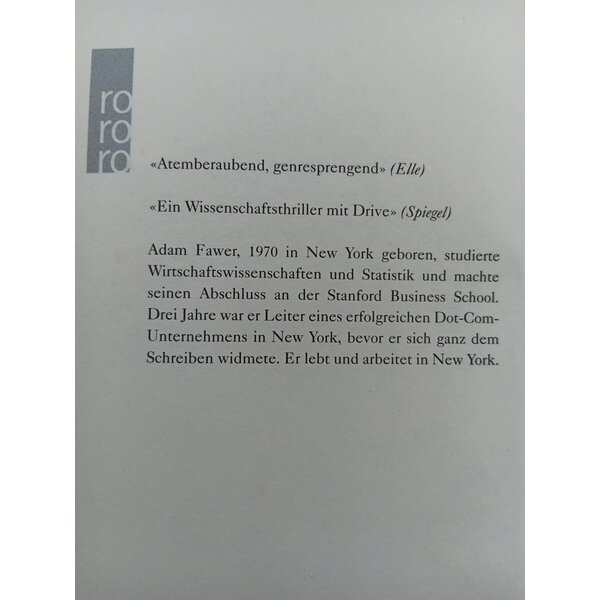 ro
ro
ro
«Atemberaubend, genresprengend» (Elle)
«Ein Wissenschaftsthriller mit Drive» (Spiegel)
Adam Fawer, 1970 in New York geboren, studierte
Wirtschaftswissenschaften und Statistik und machte
seinen Abschluss an der Stanford Business School.
Drei Jahre war er Leiter eines erfolgreichen Dot-Com-
Unternehmens in New York, bevor er sich ganz dem
Schreiben widmete. Er lebt und arbeitet in New York.